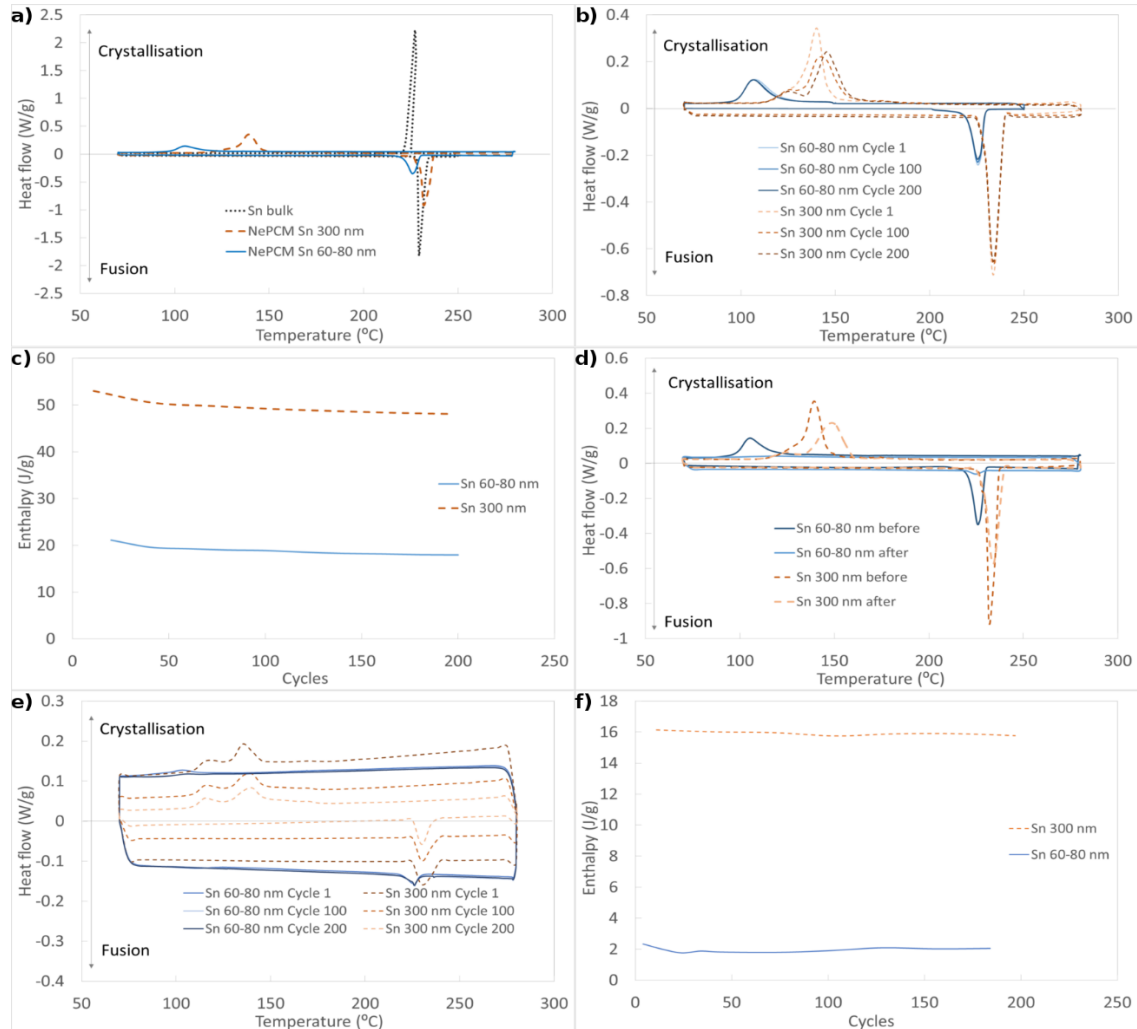 a)
2.5
2
1.5
1
0.5
0
-0.5
-1
-1.5
-2
-2.5
Heat flow (W/g)
Crystallisation
Fusion
Sn bulk
NePCM Sn 300 nm
NePCM Sn 60-80 nm
50 100 150 200 250 300
Temperature (ºC)
b)
0.4
0.2
0
-0.2
-0.4
-0.6
-0.8
Heat flow (W/g)
Crystallisation
Fusion
Sn 60-80 nm Cycle 1
Sn 60-80 nm Cycle 100
Sn 60-80 nm Cycle 200
Sn 300 nm Cycle 1
Sn 300 nm Cycle 100
Sn 300 nm Cycle 200
50 100 150 200 250 300
Temperature (ºC)
c)
60
50
40
30
20
10
0
Enthalpy (J/g)
Sn 60-80 nm
Sn 300 nm
0 50 100 150 200 250
Cycles
d)
0.6
0.4
0.2
0
-0.2
-0.4
-0.6
-0.8
-1
Heat flow (W/g)
Crystallisation
Fusion
Sn 60-80 nm before
Sn 60-80 nm after
Sn 300 nm before
Sn 300 nm after
50 100 150 200 250 300
Temperature (ºC)
e)
0.3
0.2
0.1
0
-0.1
-0.2
-0.3
-0.4
Heat flow (W/g)
Crystallisation
Fusion
Sn 60-80 nm Cycle 1 Sn 300 nm Cycle 1
Sn 60-80 nm Cycle 100 Sn 300 nm Cycle 100
Sn 60-80 nm Cycle 200 Sn 300 nm Cycle 200
50 100 150 200 250 300
Temperature (ºC)
f)
18
16
14
12
10
8
6
4
2
0
Enthalpy (J/g)
Sn 300 nm
Sn 60-80 nm
0 50 100 150 200 250
Cycles